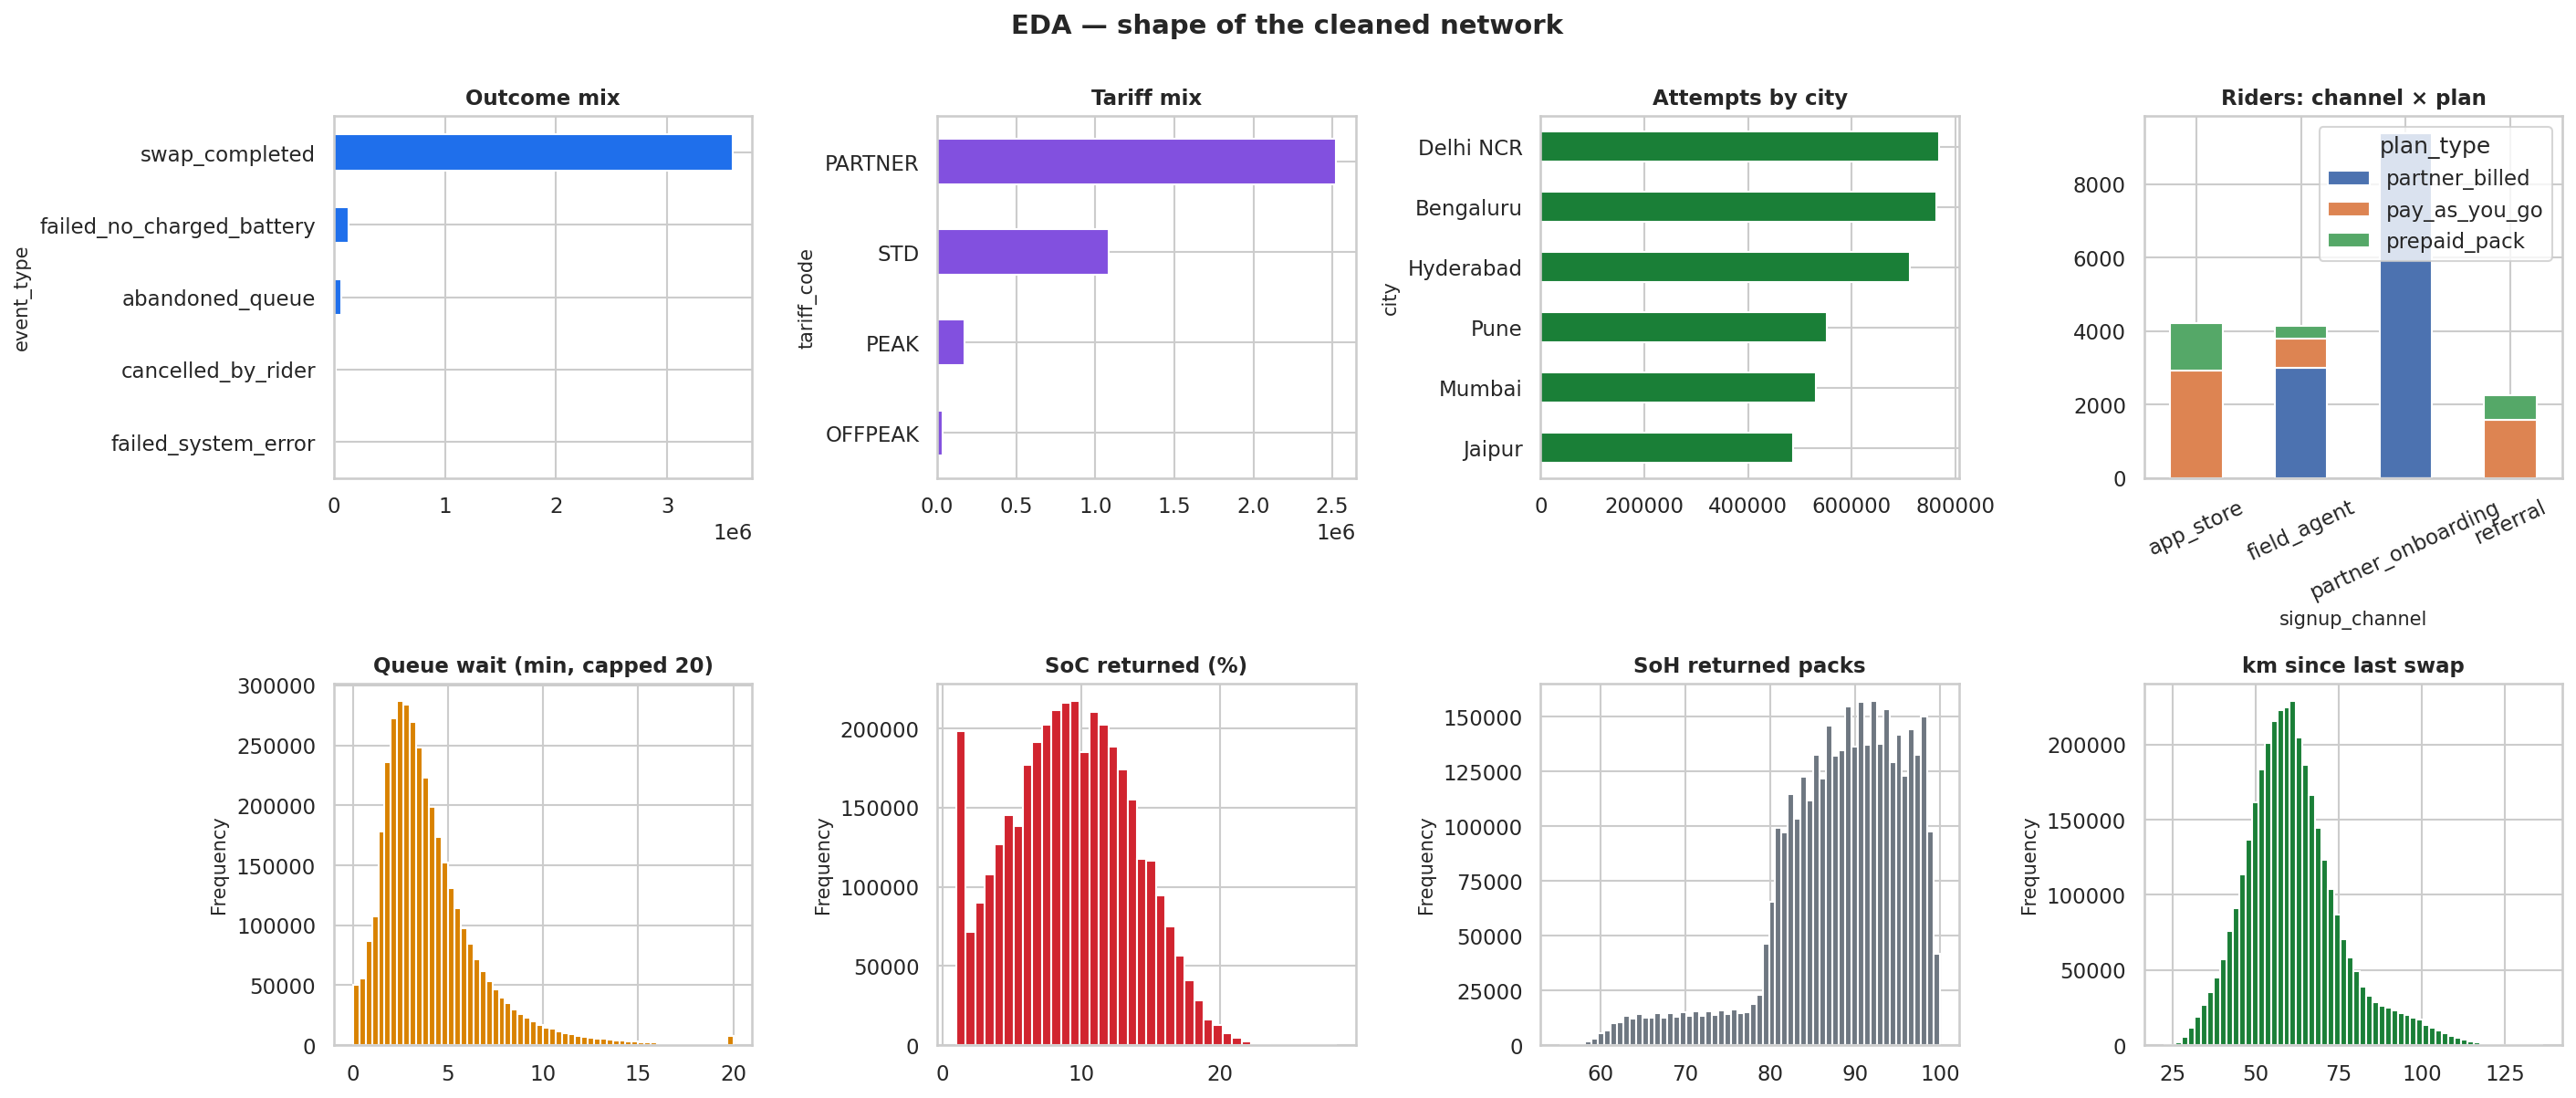 EDA — shape of the cleaned network
Outcome mix
event_type
swap_completed
failed_no_charged_battery
abandoned_queue
cancelled_by_rider
failed_system_error
0 1 2 3
1e6
Tariff mix
tariff_code
PARTNER
STD
PEAK
OFFPEAK
0.0 0.5 1.0 1.5 2.0 2.5
1e6
Attempts by city
city
Delhi NCR
Bengaluru
Hyderabad
Pune
Mumbai
Jaipur
0 200000 400000 600000 800000
Riders: channel × plan
plan_type
partner_billed
pay_as_you_go
prepaid_pack
8000
6000
4000
2000
0
app_store field_agent partner_onboarding referral
signup_channel
Queue wait (min, capped 20)
Frequency
300000
250000
200000
150000
100000
50000
0
0 5 10 15 20
SoC returned (%)
Frequency
200000
150000
100000
50000
0
0 10 20
SoH returned packs
Frequency
150000
125000
100000
75000
50000
25000
0
60 70 80 90 100
km since last swap
Frequency
200000
150000
100000
50000
0
25 50 75 100 125